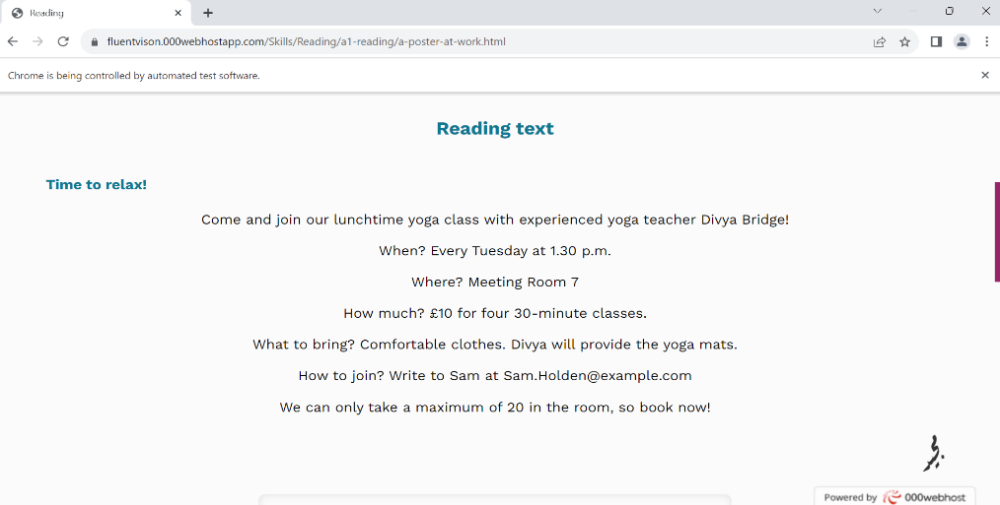 Reading
fluentvison.000webhostapp.com/Skills/Reading/a1-reading/a-poster-at-work.html
Chrome is being controlled by automated test software.
Reading text
Time to relax!
Come and join our lunchtime yoga class with experienced yoga teacher Divya Bridge!
When? Every Tuesday at 1.30 p.m.
Where? Meeting Room 7
How much? £10 for four 30-minute classes.
What to bring? Comfortable clothes. Divya will provide the yoga mats.
How to join? Write to Sam at Sam.Holden@example.com
We can only take a maximum of 20 in the room, so book now!
Powered by 000webhost